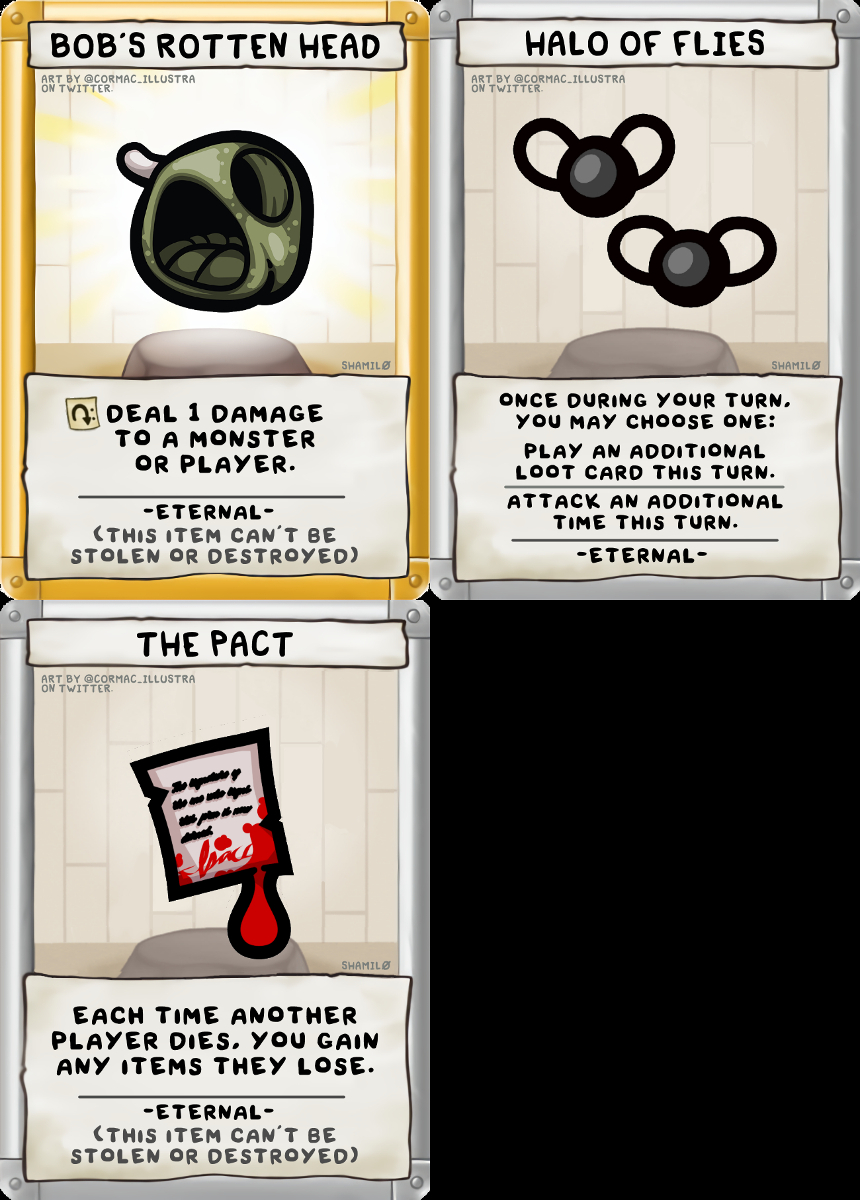 BOB'S ROTTEN HEAD
ART BY @CORMAC_ILLUSTRA
ON TWITTER.
SHAMILØ
DEAL 1 DAMAGE
TO A MONSTER
OR PLAYER.
-ETERNAL-
(THIS ITEM CAN'T BE
STOLEN OR DESTROYED)
HALO OF FLIES
ART BY @CORMAC_ILLUSTRA
ON TWITTER.
SHAMILØ
ONCE DURING YOUR TURN,
YOU MAY CHOOSE ONE:
PLAY AN ADDITIONAL
LOOT CARD THIS TURN.
ATTACK AN ADDITIONAL
TIME THIS TURN.
-ETERNAL-
THE PACT
ART BY @CORMAC_ILLUSTRA
ON TWITTER.
SHAMILØ
EACH TIME ANOTHER
PLAYER DIES, YOU GAIN
ANY ITEMS THEY LOSE.
-ETERNAL-
(THIS ITEM CAN'T BE
STOLEN OR DESTROYED)